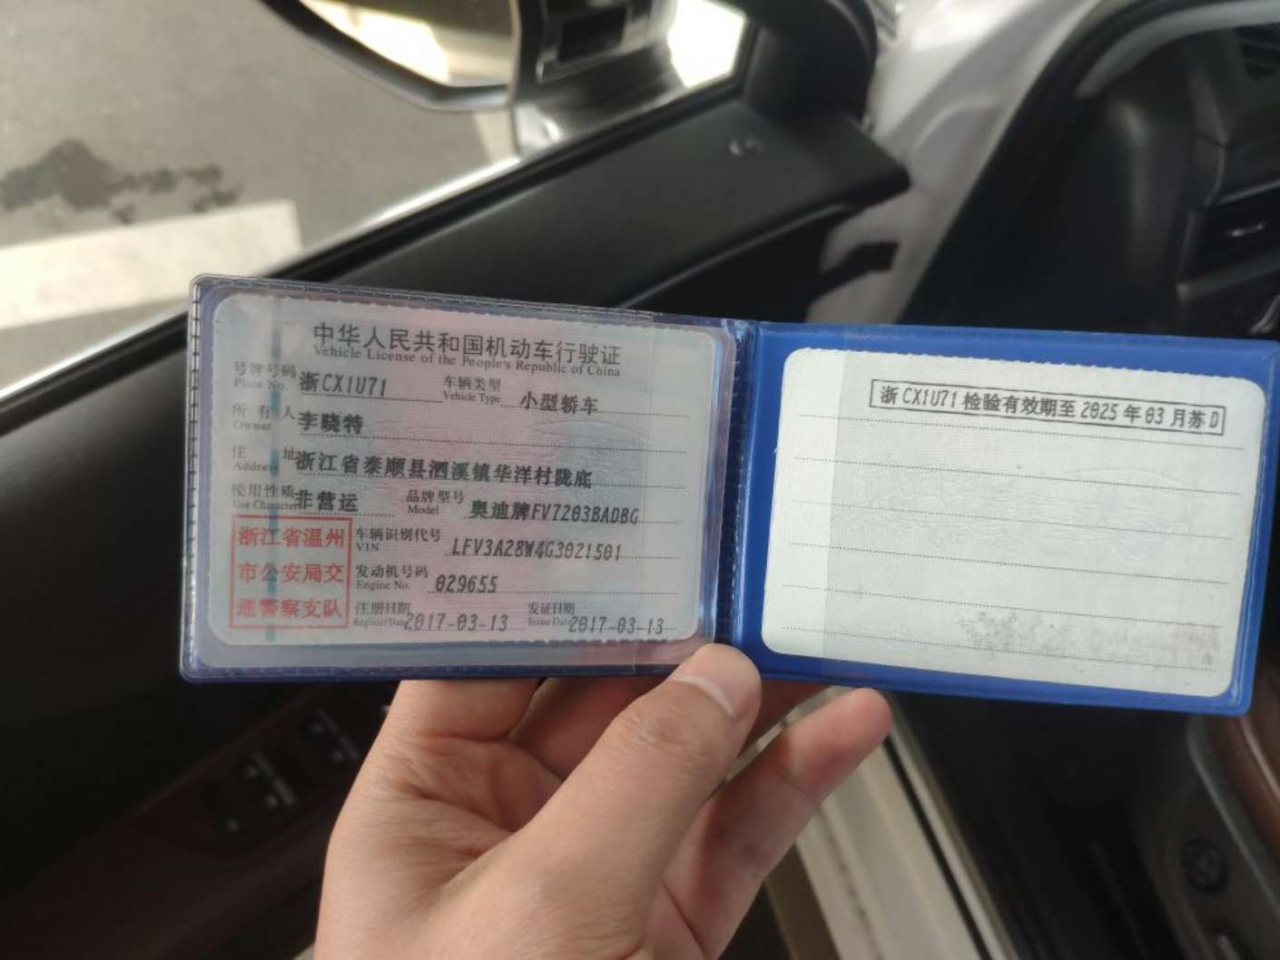 中华人民共和国机动车行驶证
Vehicle License of the People's Republic of China
号牌号码 浙CX1U71 车辆类型 小型轿车
Plate No. Vehicle Type
所有人 李晓特
Owner
住址 浙江省泰顺县泗溪镇华洋村陇底
Address
使用性质 非营运 品牌型号 奥迪牌FV7203BADBG
Use Character Model
浙江省温州
市公安局交
通警察支队
车辆识别代号 LFV3A28W4G3021501
VIN
发动机号码 029655
Engine No.
注册日期 2017-03-13 发证日期 2017-03-13
Register Date Issue Date
浙CX1U71检验有效期至2025年03月苏D